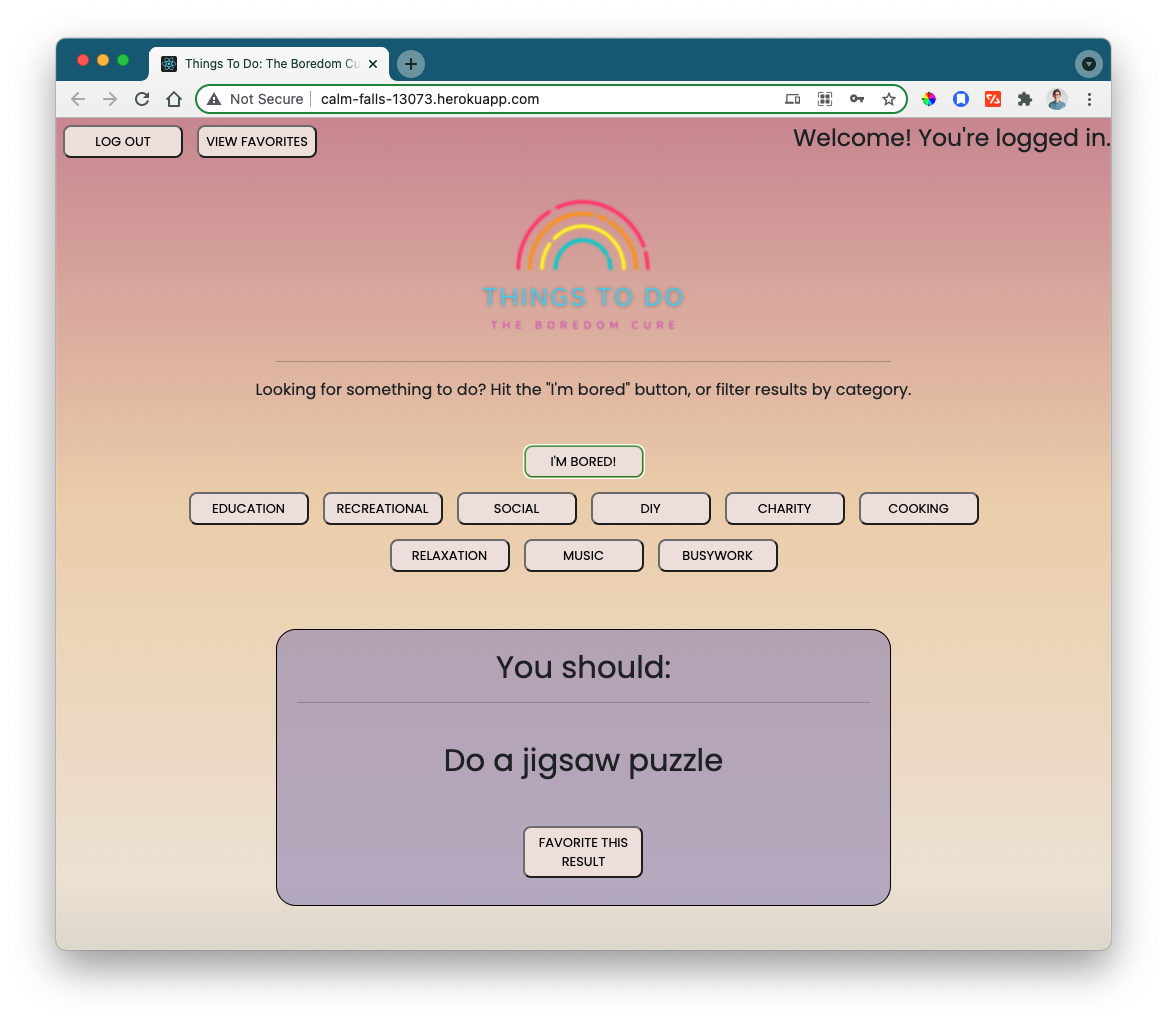 Things To Do: The Boredom Cu
Not Secure calm-falls-13073.herokuapp.com
LOG OUT VIEW FAVORITES Welcome! You're logged in.
THINGS TO DO
THE BOREDOM CURE
Looking for something to do? Hit the "I'm bored" button, or filter results by category.
I'M BORED!
EDUCATION RECREATIONAL SOCIAL DIY CHARITY COOKING
RELAXATION MUSIC BUSYWORK
You should:
Do a jigsaw puzzle
FAVORITE THIS
RESULT